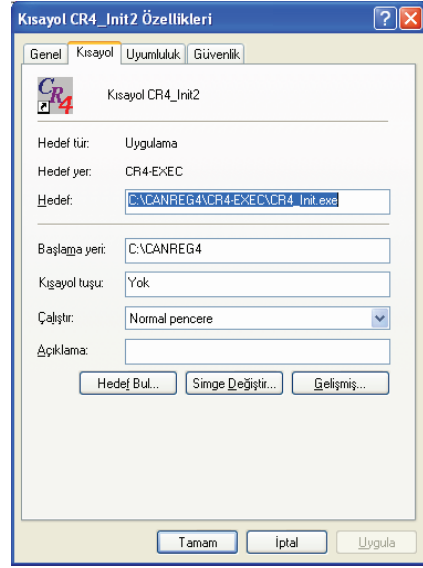 Kısayol CR4_Init2 Özellikleri
Genel Kısayol Uyumluluk Güvenlik
CR4 Kısayol CR4_Init2
Hedef tür: Uygulama
Hedef yer: CR4-EXEC
Hedef: C:\CANREG4\CR4-EXEC\CR4_Init.exe
Başlama yeri: C:\CANREG4
Kısayol tuşu: Yok
Çalıştır: Normal pencere
Açıklama:
Hedef Bul... Simge Değiştir... Gelişmiş...
Tamam İptal Uygula